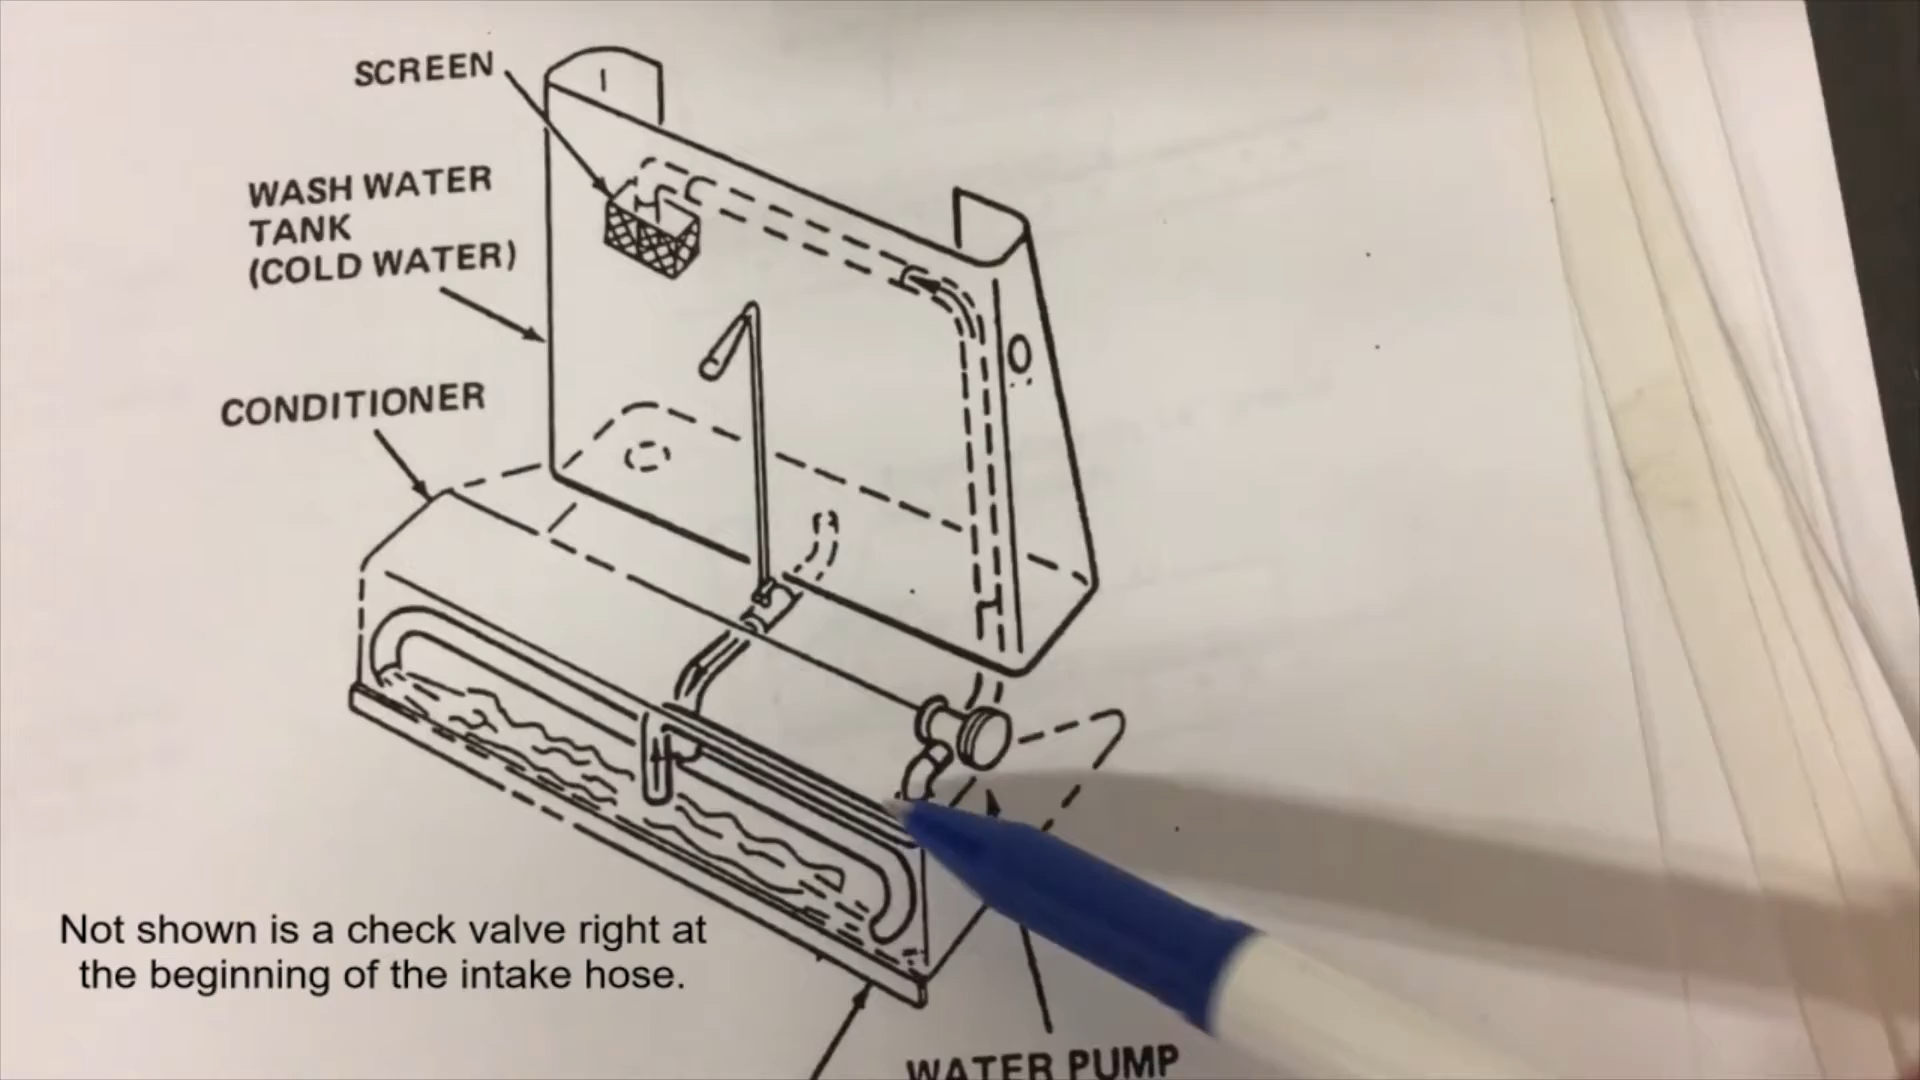 SCREEN
WASH WATER
TANK
(COLD WATER)
CONDITIONER
Not shown is a check valve right at
the beginning of the intake hose.
WATER PUMP